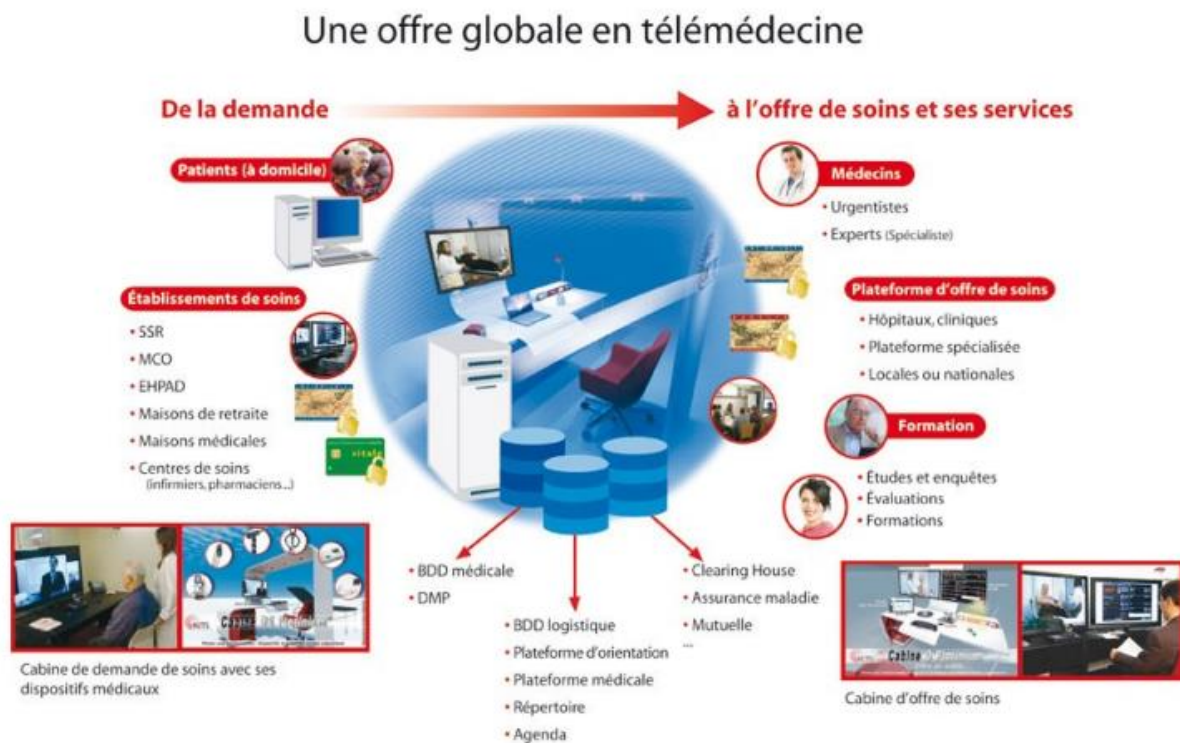 Une offre globale en télémédecine
De la demande
à l'offre de soins et ses services
Patients (à domicile)
Établissements de soins
• SSR
• MCO
• EHPAD
• Maisons de retraite
• Maisons médicales
• Centres de soins
(infirmiers, pharmaciens...)
vitale
Médecins
• Urgentistes
• Experts (Spécialiste)
Plateforme d'offre de soins
• Hôpitaux, cliniques
• Plateforme spécialisée
• Locales ou nationales
Formation
• Études et enquêtes
• Évaluations
• Formations
• BDD médicale
• DMP
• BDD logistique
• Plateforme d'orientation
• Plateforme médicale
• Répertoire
• Agenda
• Clearing House
• Assurance maladie
• Mutuelle
...
Cabine de demande de soins avec ses
dispositifs médicaux
Cabine
Cabine d'offre de soins